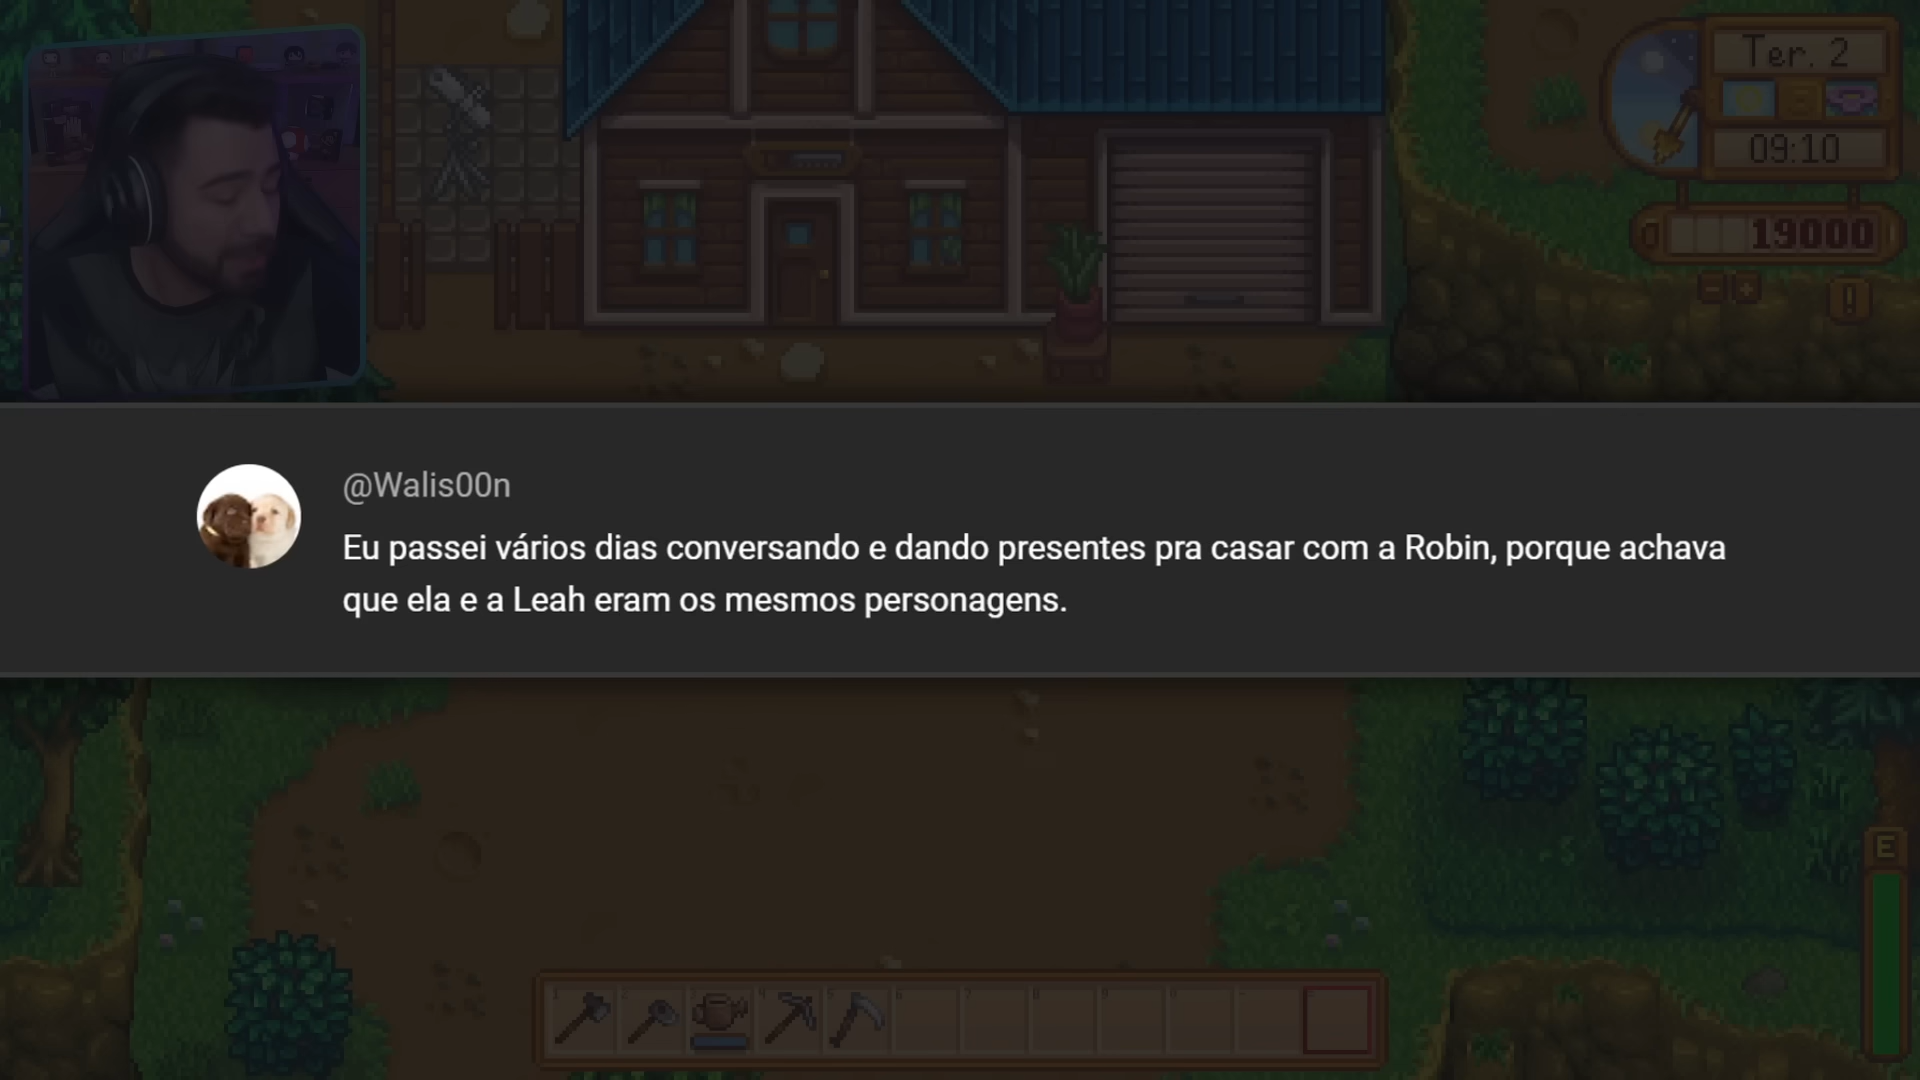 Ter. 2
09:10
19000
@Walis00n
Eu passei vários dias conversando e dando presentes pra casar com a Robin, porque achava
que ela e a Leah eram os mesmos personagens.
E